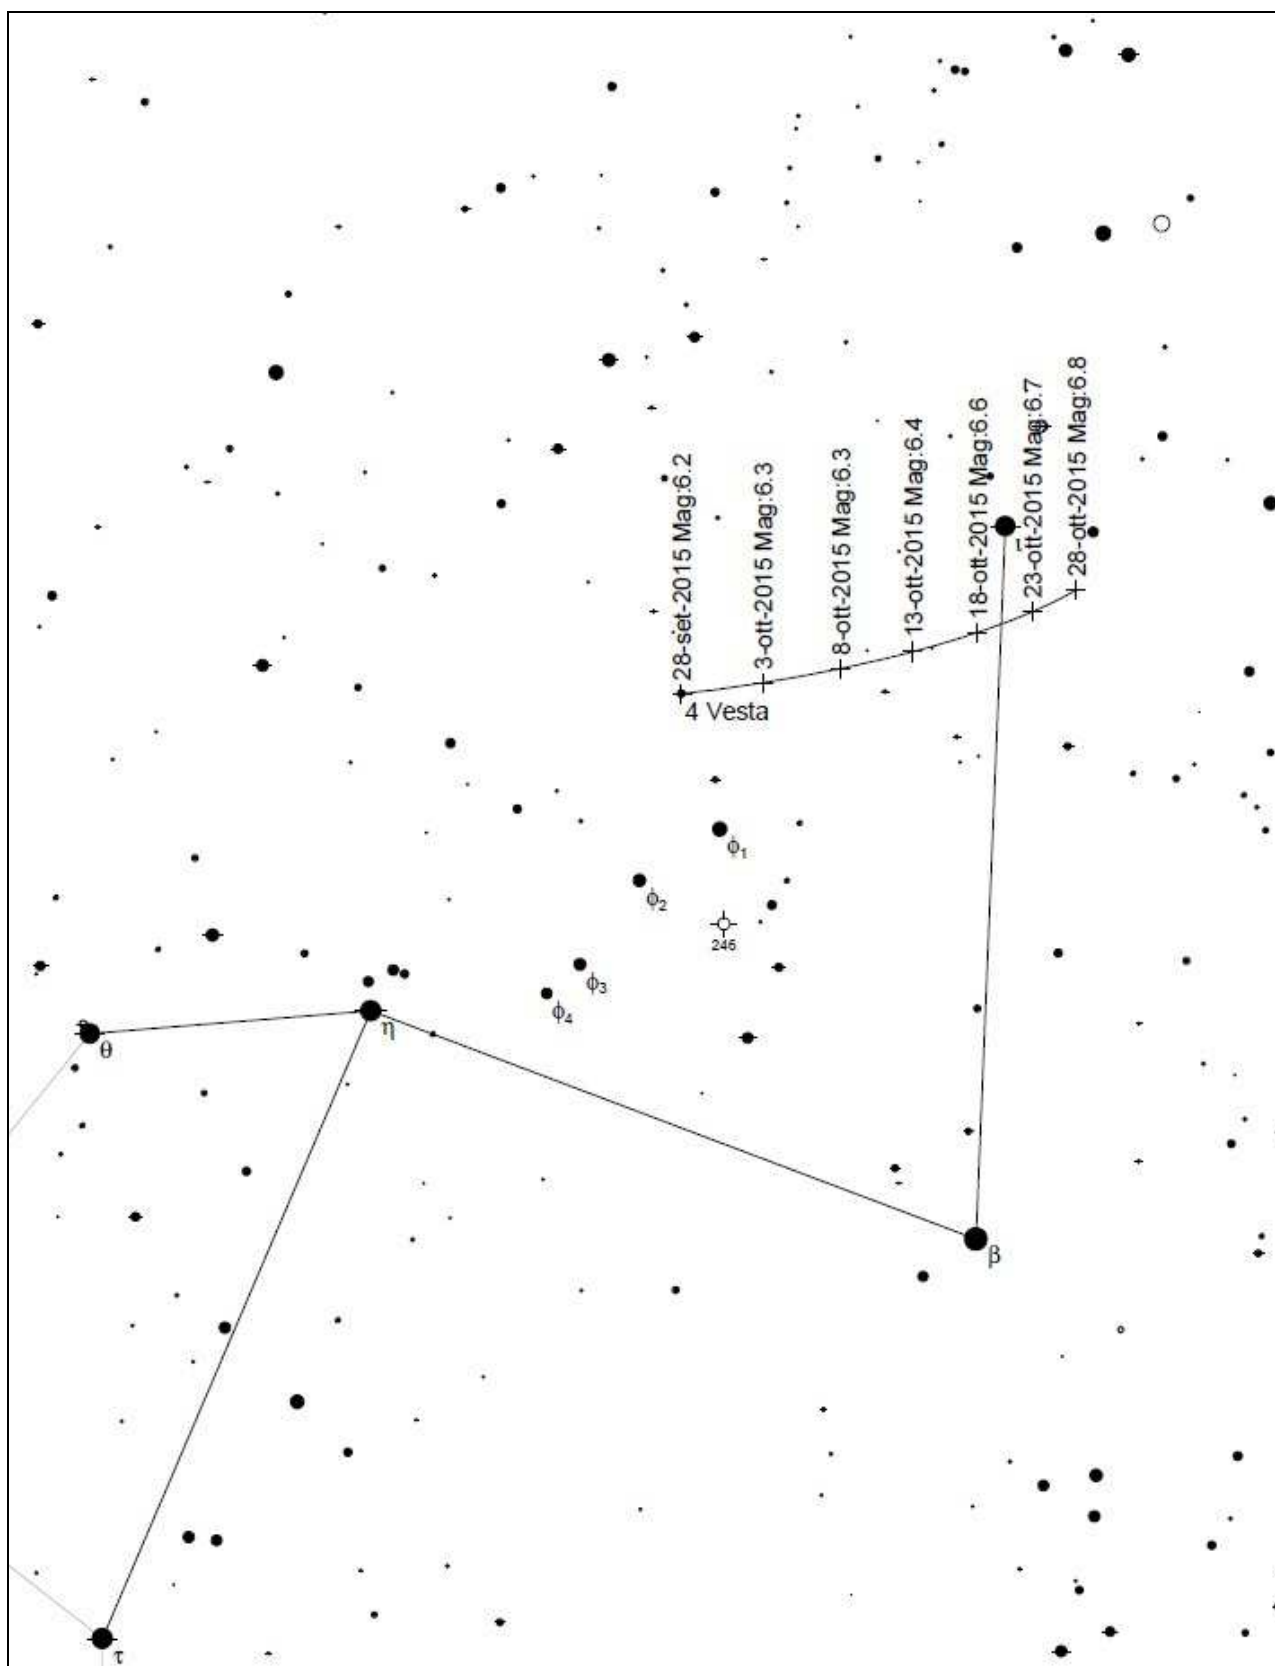 28-set-2015 Mag:6.2
3-ott-2015 Mag:6.3
8-ott-2015 Mag:6.3
13-ott-2015 Mag:6.4
18-ott-2015 Mag:6.6
23-ott-2015 Mag:6.7
28-ott-2015 Mag:6.8
ι
4 Vesta
ϕ1
ϕ2
246
ϕ3
ϕ4
η
θ
β
τ